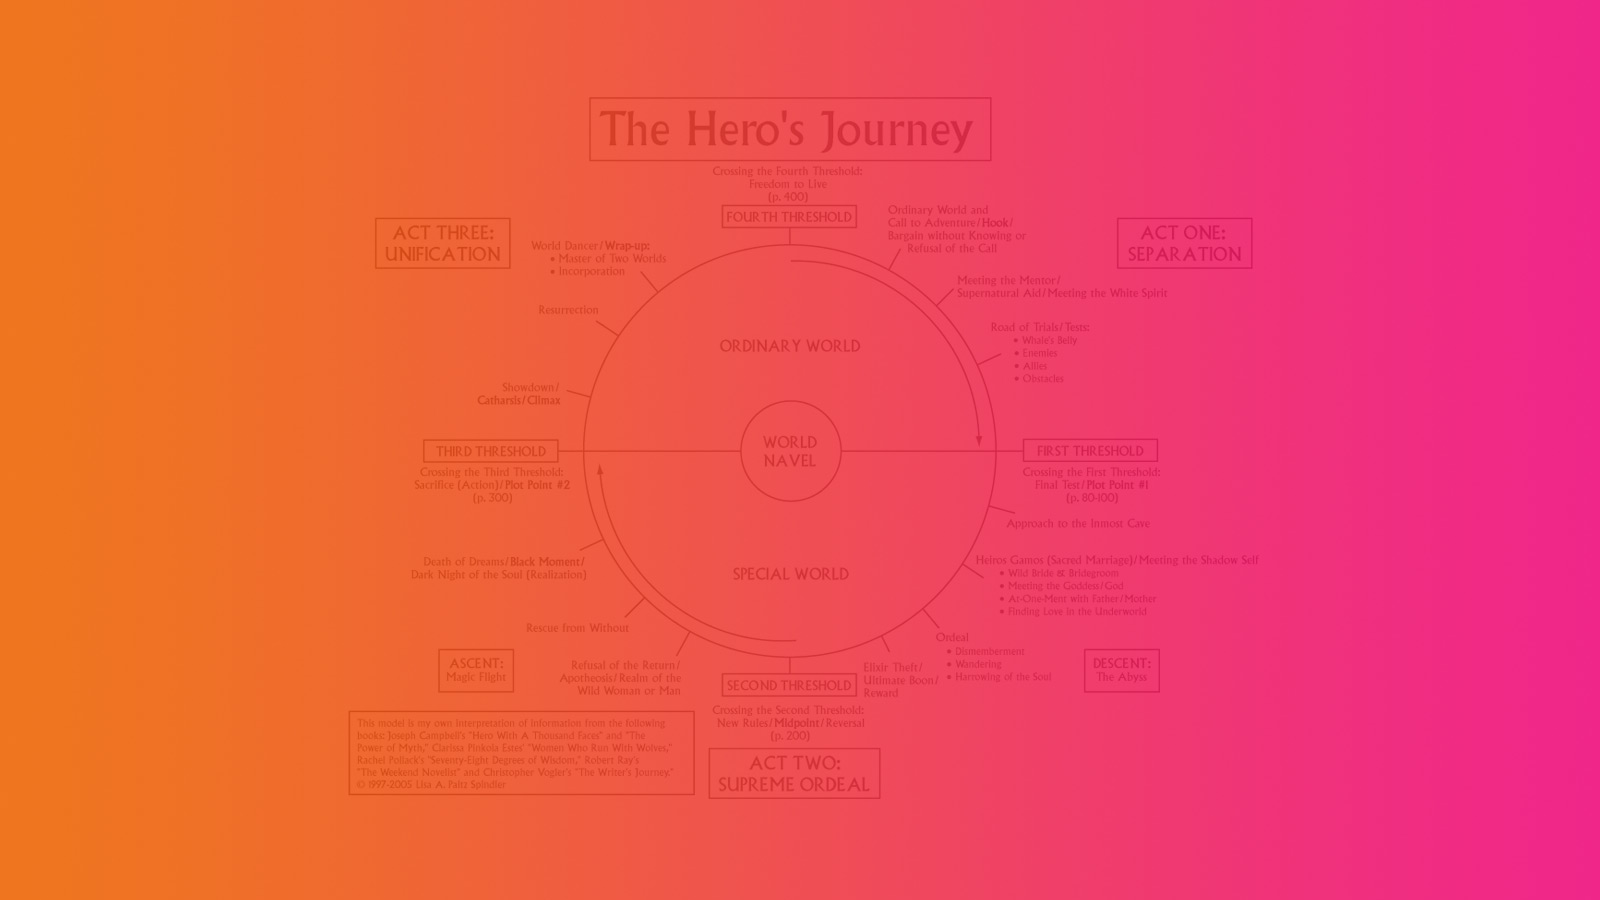 The Hero's Journey
Crossing the Fourth Threshold:
Freedom to Live
(p. 400)
FOURTH THRESHOLD
Ordinary World and
Call to Adventure/Hook/
Bargain without Knowing or
Refusal of the Call
ACT THREE:
UNIFICATION
ACT ONE:
SEPARATION
World Dancer/Wrap-up:
• Master of Two Worlds
• Incorporation
Meeting the Mentor/
Supernatural Aid/Meeting the White Spirit
Resurrection
Road of Trials/Tests:
• Whale's Belly
• Enemies
• Allies
• Obstacles
ORDINARY WORLD
Showdown/
Catharsis/Climax
WORLD
NAVEL
THIRD THRESHOLD
Crossing the Third Threshold:
Sacrifice (Action)/Plot Point #2
(p. 300)
FIRST THRESHOLD
Crossing the First Threshold:
Final Test/Plot Point #1
(p. 80-100)
Approach to the Inmost Cave
Death of Dreams/Black Moment/
Dark Night of the Soul (Realization)
SPECIAL WORLD
Heiros Gamos (Sacred Marriage)/Meeting the Shadow Self
• Wild Bride & Bridegroom
• Meeting the Goddess/God
• At-One-Ment with Father/Mother
• Finding Love in the Underworld
Rescue from Without
Ordeal
• Dismemberment
• Wandering
• Harrowing of the Soul
ASCENT:
Magic Flight
Refusal of the Return/
Apotheosis/Realm of the
Wild Woman or Man
SECOND THRESHOLD
Elixir Theft/
Ultimate Boon/
Reward
DESCENT:
The Abyss
Crossing the Second Threshold:
New Rules/Midpoint/Reversal
(p. 200)
ACT TWO:
SUPREME ORDEAL
This model is my own interpretation of information from the following
books: Joseph Campbell's "Hero With A Thousand Faces" and "The
Power of Myth," Clarissa Pinkola Estes' "Women Who Run With Wolves,"
Rachel Pollack's "Seventy-Eight Degrees of Wisdom," Robert Ray's
"The Weekend Novelist" and Christopher Vogler's "The Writer's Journey."
© 1997-2005 Lisa A. Paitz Spindler